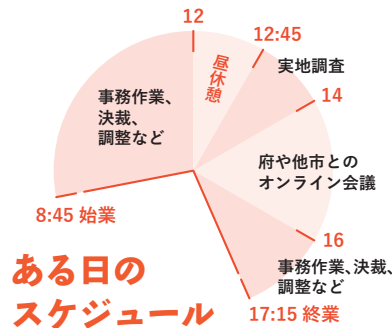 12
12:45
昼休憩
実地調査
14
事務作業、
決裁、
調整など
府や他市との
オンライン会議
8:45 始業
16
事務作業、決裁、
調整など
17:15 終業
ある日の
スケジュール